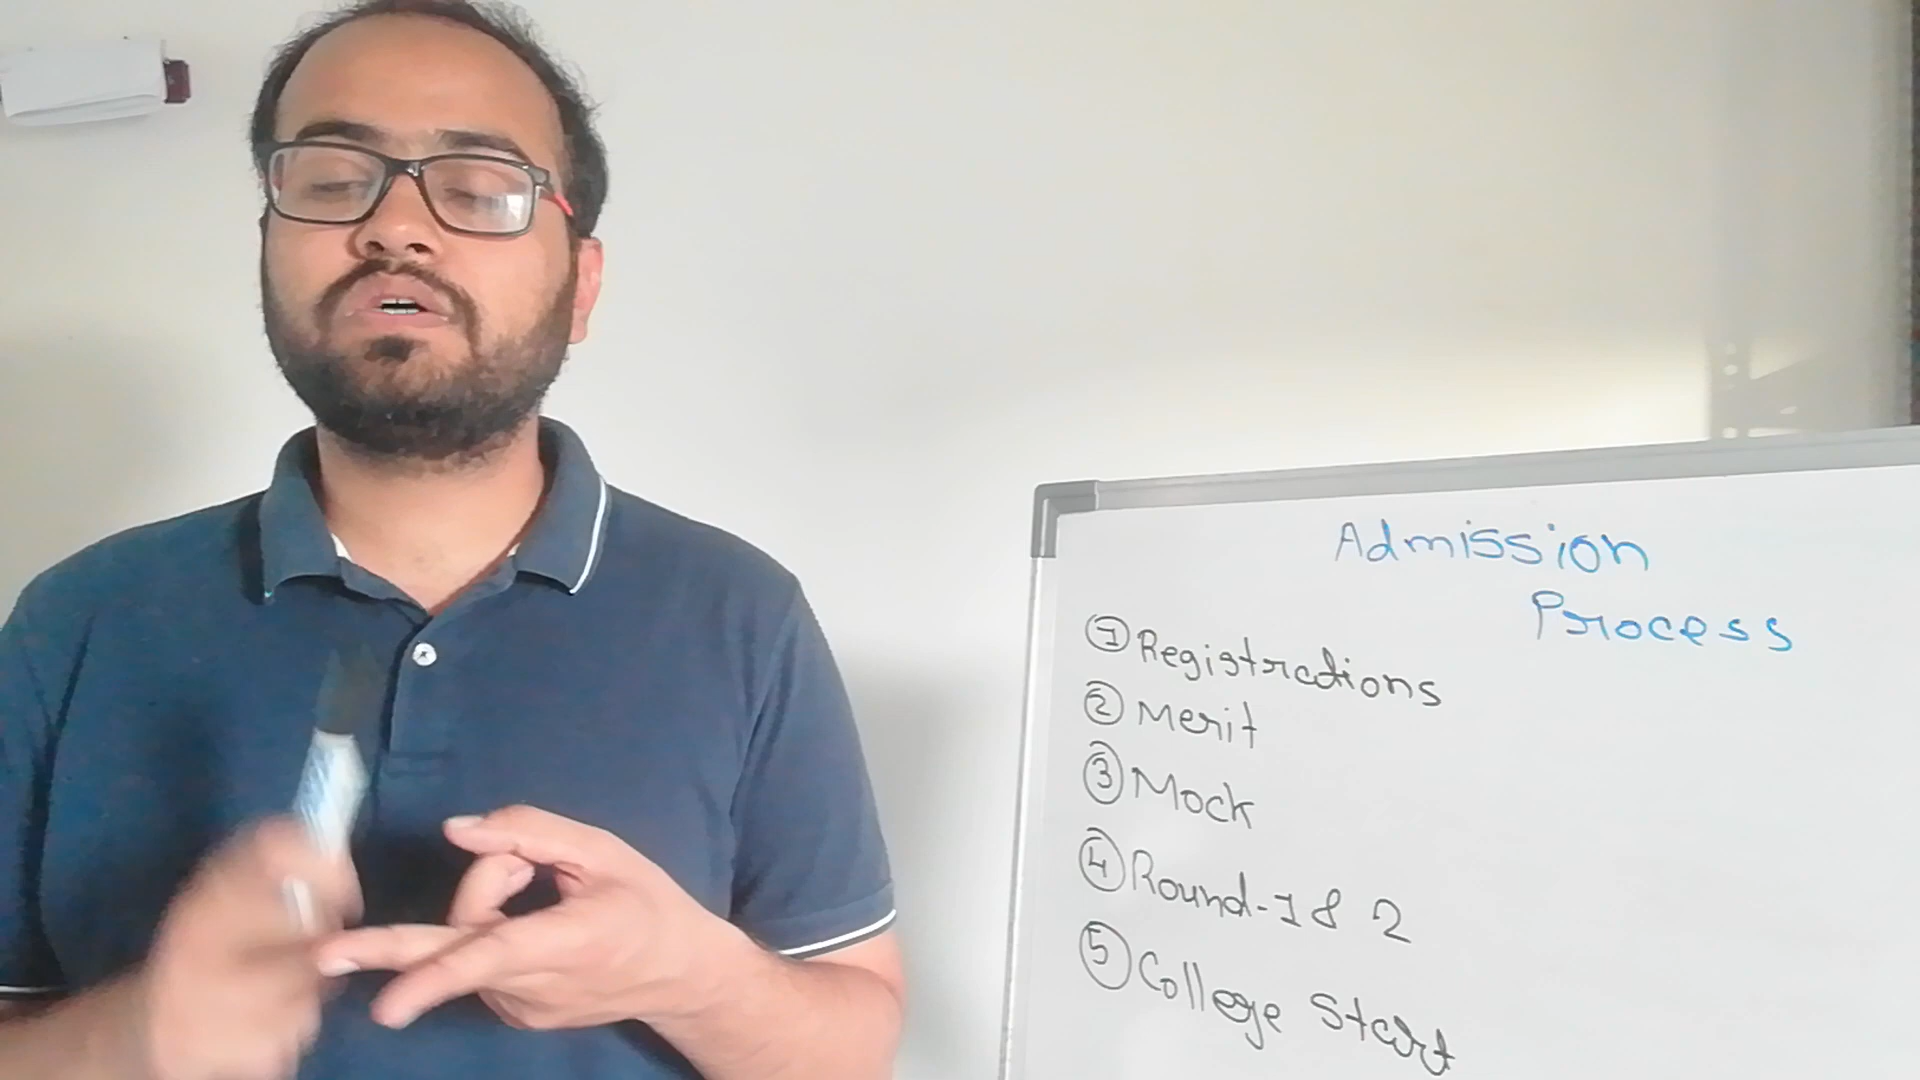 Admission
Process
① Registrations
② Merit
③ Mock
④ Round-1 & 2
⑤ College Start